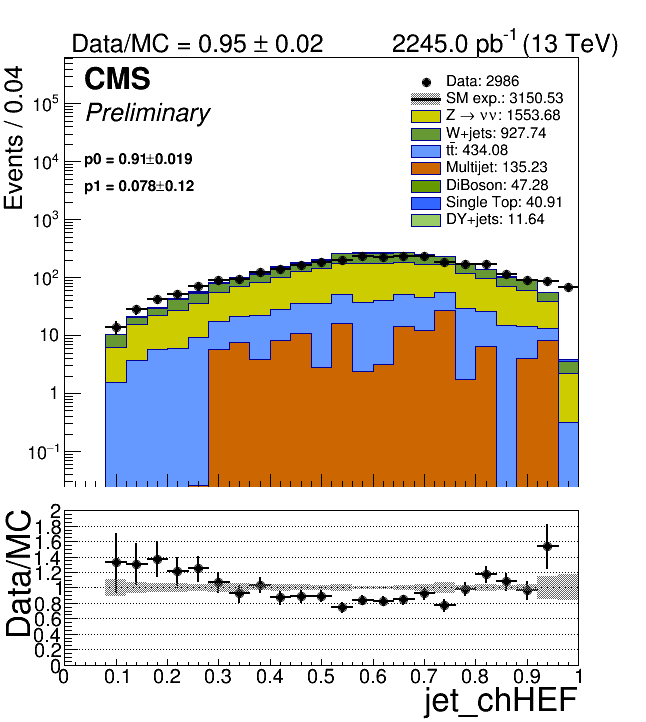 Data/MC = 0.95 ± 0.02 2245.0 pb⁻¹ (13 TeV)
CMS
Preliminary
p0 = 0.91±0.019
p1 = 0.078±0.12
Data: 2986
SM exp.: 3150.53
Z → νν: 1553.68
W+jets: 927.74
tt̄: 434.08
Multijet: 135.23
DiBoson: 47.28
Single Top: 40.91
DY+jets: 11.64
Events / 0.04
10⁵
10⁴
10³
10²
10
1
10⁻¹
Data/MC
2
1.8
1.6
1.4
1.2
1
0.8
0.6
0.4
0.2
0
0 0.1 0.2 0.3 0.4 0.5 0.6 0.7 0.8 0.9 1
jet_chHEF